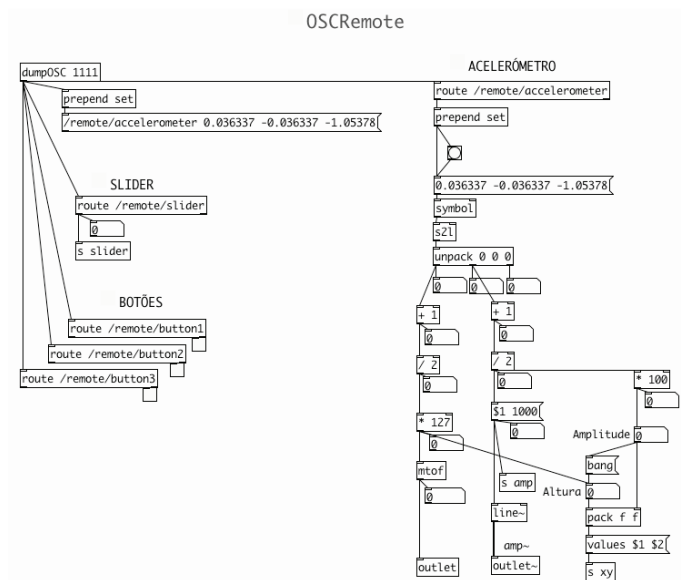 OSCRemote
ACELERÓMETRO
dumpOSC 1111
route /remote/accelerometer
prepend set
prepend set
/remote/accelerometer 0.036337 -0.036337 -1.05378
SLIDER
0.036337 -0.036337 -1.05378
route /remote/slider
symbol
0
s2l
s slider
unpack 0 0 0
0
0
0
BOTÕES
+ 1
+ 1
route /remote/button1
0
0
route /remote/button2
/ 2
/ 2
route /remote/button3
0
0
* 100
0
* 127
$1 1000
0
0
Amplitude
0
mtof
bang
0
s amp
Altura
0
line~
pack f f
amp~
values $1 $2
outlet
outlet~
s xy